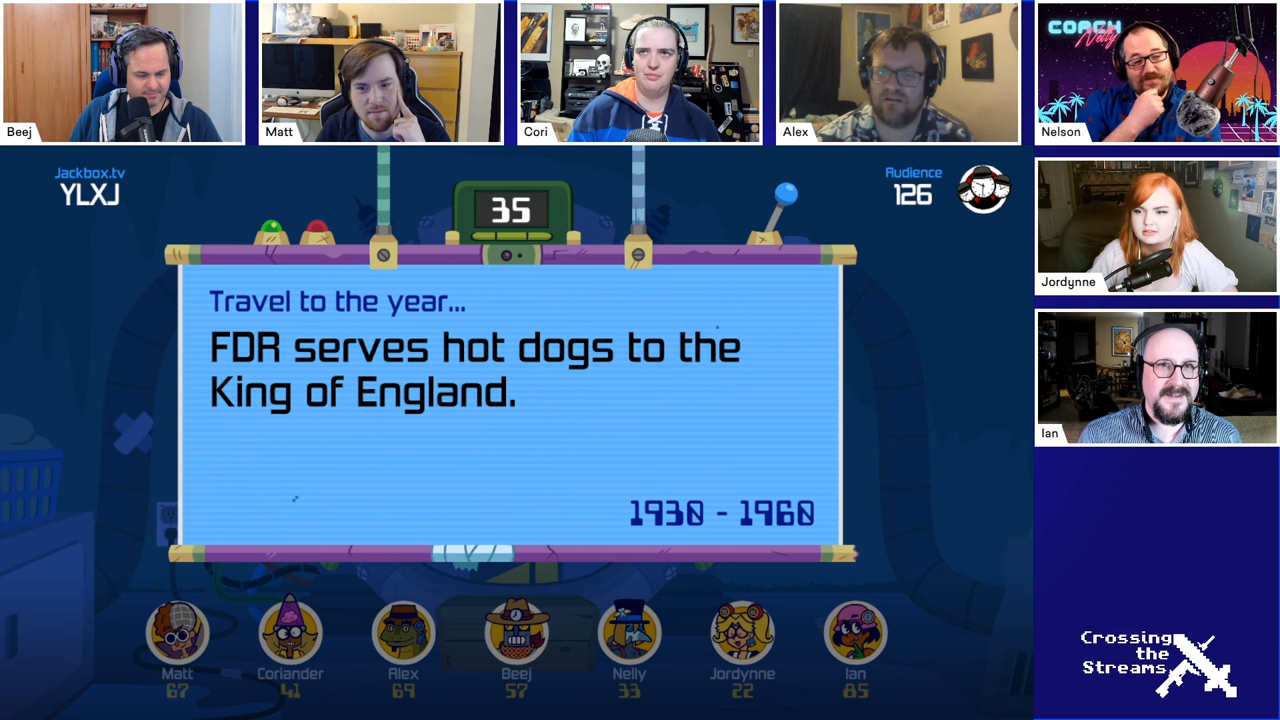 Beej
Matt
Cori
Alex
COACH
Nelly
Nelson
Jackbox.tv
YLXJ
35
Audience
126
Travel to the year...
FDR serves hot dogs to the
King of England.
1930 - 1960
Jordynne
Ian
Matt
67
Coriander
41
Alex
69
Beej
57
Nelly
33
Jordynne
22
Ian
85
Crossing
the
Streams